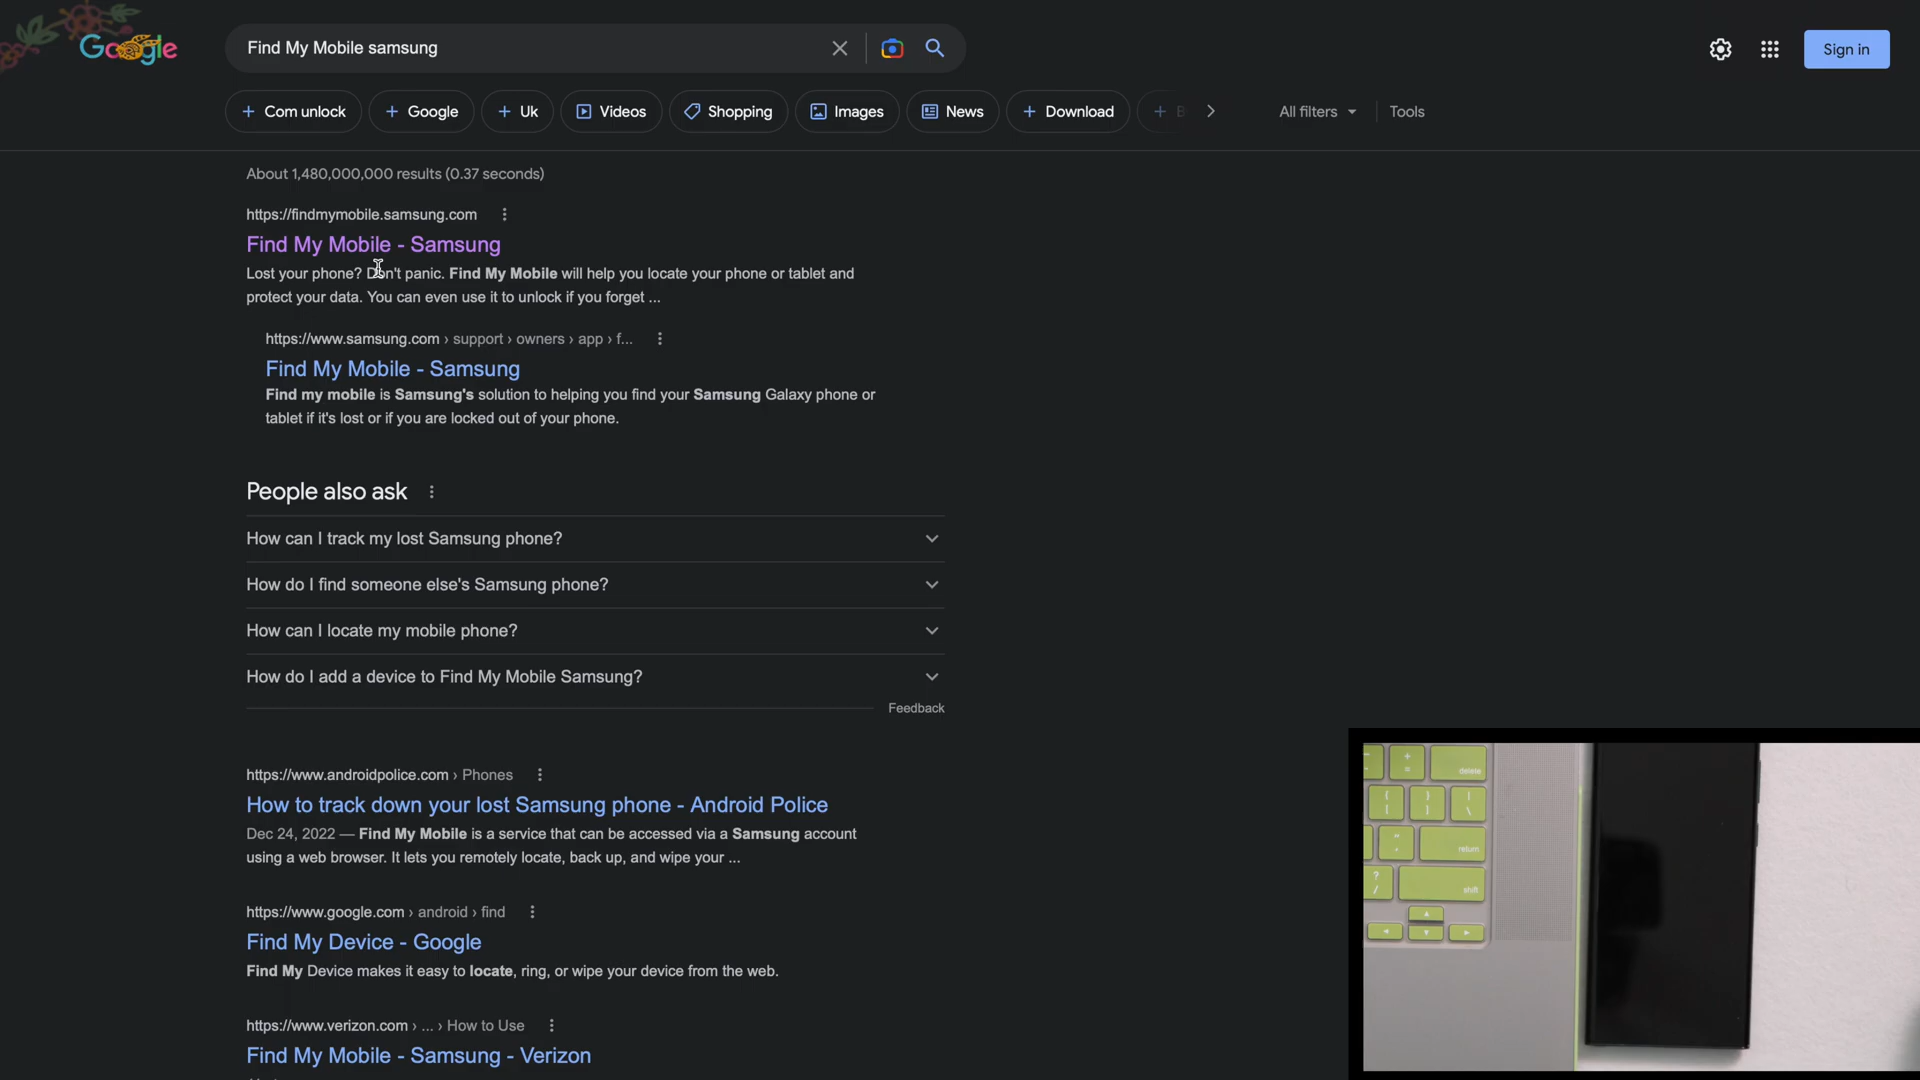 Google
Find My Mobile samsung
Sign in
Com unlock
Google
Uk
Videos
Shopping
Images
News
Download
All filters
Tools
About 1,480,000,000 results (0.37 seconds)
https://findmymobile.samsung.com
Find My Mobile - Samsung
Lost your phone? Don't panic. Find My Mobile will help you locate your phone or tablet and
protect your data. You can even use it to unlock if you forget ...
https://www.samsung.com › support › owners › app › f...
Find My Mobile - Samsung
Find my mobile is Samsung's solution to helping you find your Samsung Galaxy phone or
tablet if it's lost or if you are locked out of your phone.
People also ask
How can I track my lost Samsung phone?
How do I find someone else's Samsung phone?
How can I locate my mobile phone?
How do I add a device to Find My Mobile Samsung?
Feedback
https://www.androidpolice.com › Phones
How to track down your lost Samsung phone - Android Police
Dec 24, 2022 — Find My Mobile is a service that can be accessed via a Samsung account
using a web browser. It lets you remotely locate, back up, and wipe your ...
https://www.google.com › android › find
Find My Device - Google
Find My Device makes it easy to locate, ring, or wipe your device from the web.
https://www.verizon.com › ... › How to Use
Find My Mobile - Samsung - Verizon
delete
return
shift